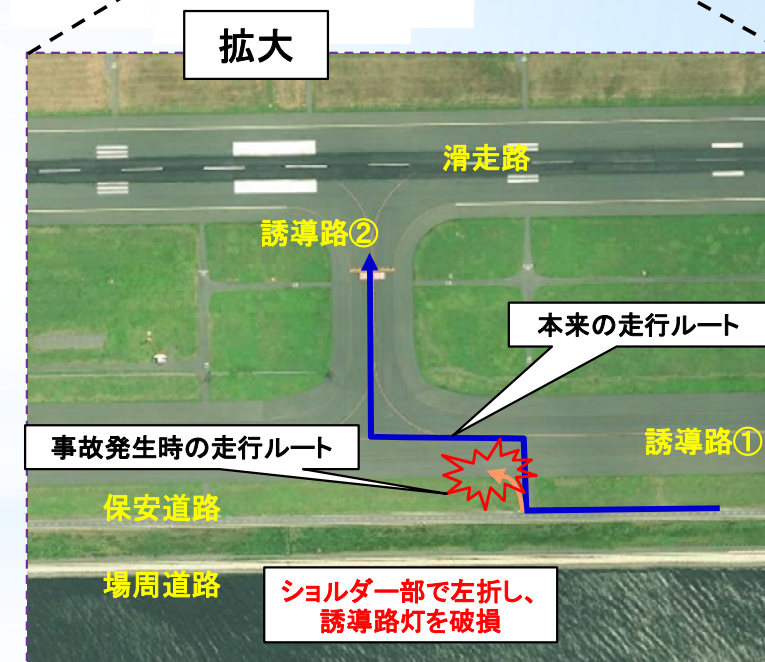 拡大
滑走路
誘導路②
本来の走行ルート
誘導路①
事故発生時の走行ルート
保安道路
場周道路
ショルダー部で左折し、
誘導路灯を破損